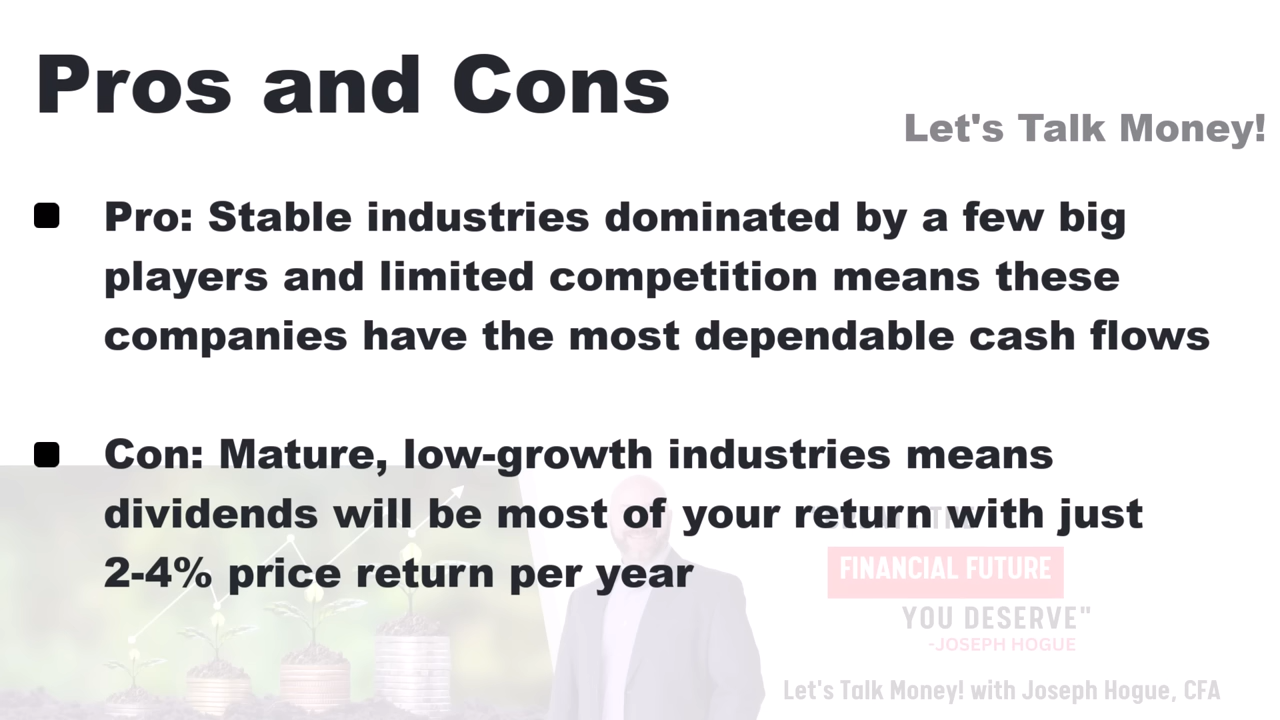 Pros and Cons
Let's Talk Money!
Pro: Stable industries dominated by a few big
players and limited competition means these
companies have the most dependable cash flows
Con: Mature, low-growth industries means
dividends will be most of your return with just
2-4% price return per year
FINANCIAL FUTURE
YOU DESERVE"
-JOSEPH HOGUE
Let's Talk Money! with Joseph Hogue, CFA